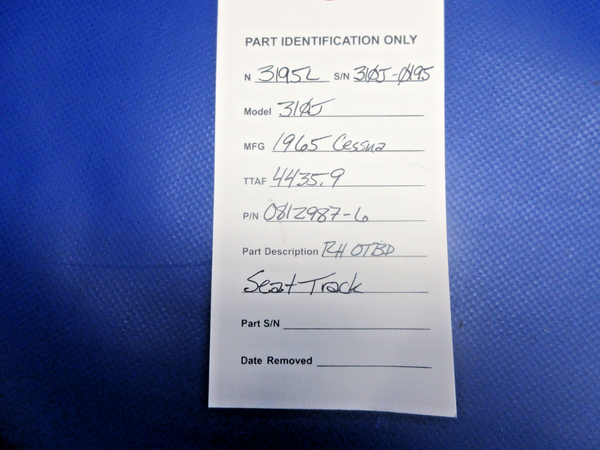 PART IDENTIFICATION ONLY
N 3195L S/N 310J-0195
Model 310J
MFG 1965 Cessna
TTAF 4435.9
P/N 0812987-6
Part Description RH OTBD
Seat Track
Part S/N
Date Removed